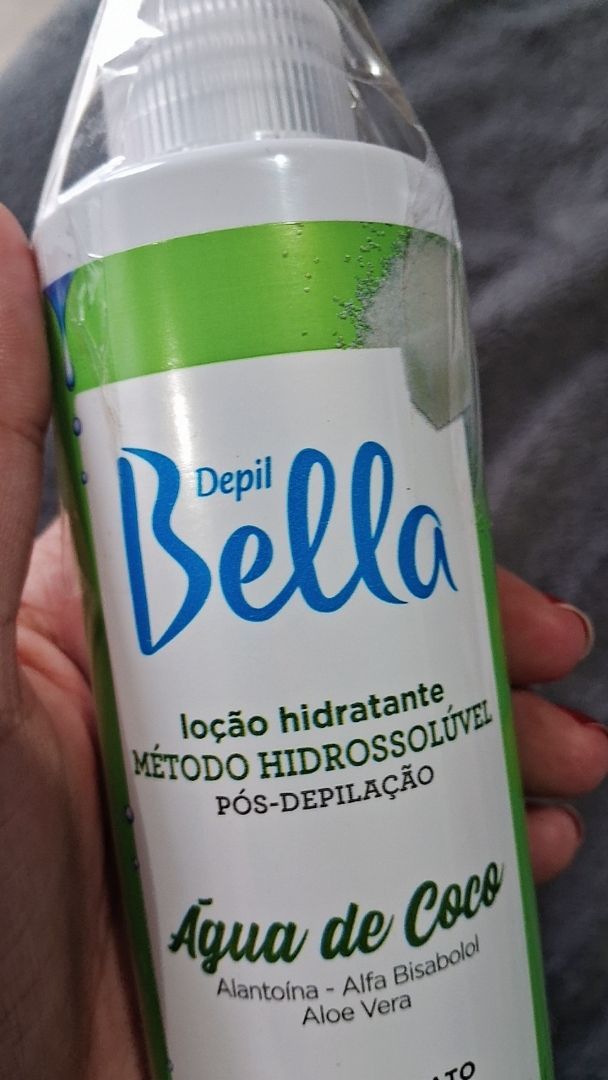 Depil
Bella
loção hidratante
MÉTODO HIDROSSOLÚVEL
PÓS-DEPILAÇÃO
Água de Coco
Alantoína - Alfa Bisabolol
Aloe Vera